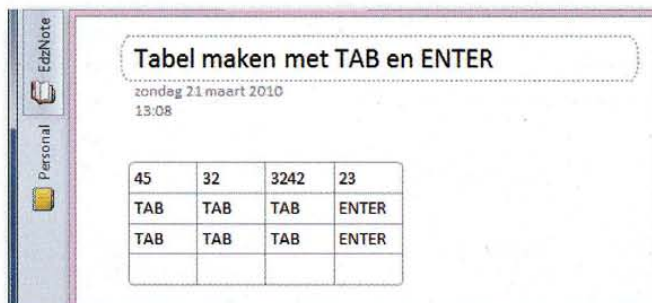 EdzNote
Personal
Tabel maken met TAB en ENTER
zondag 21 maart 2010
13:08
45 32 3242 23
TAB TAB TAB ENTER
TAB TAB TAB ENTER